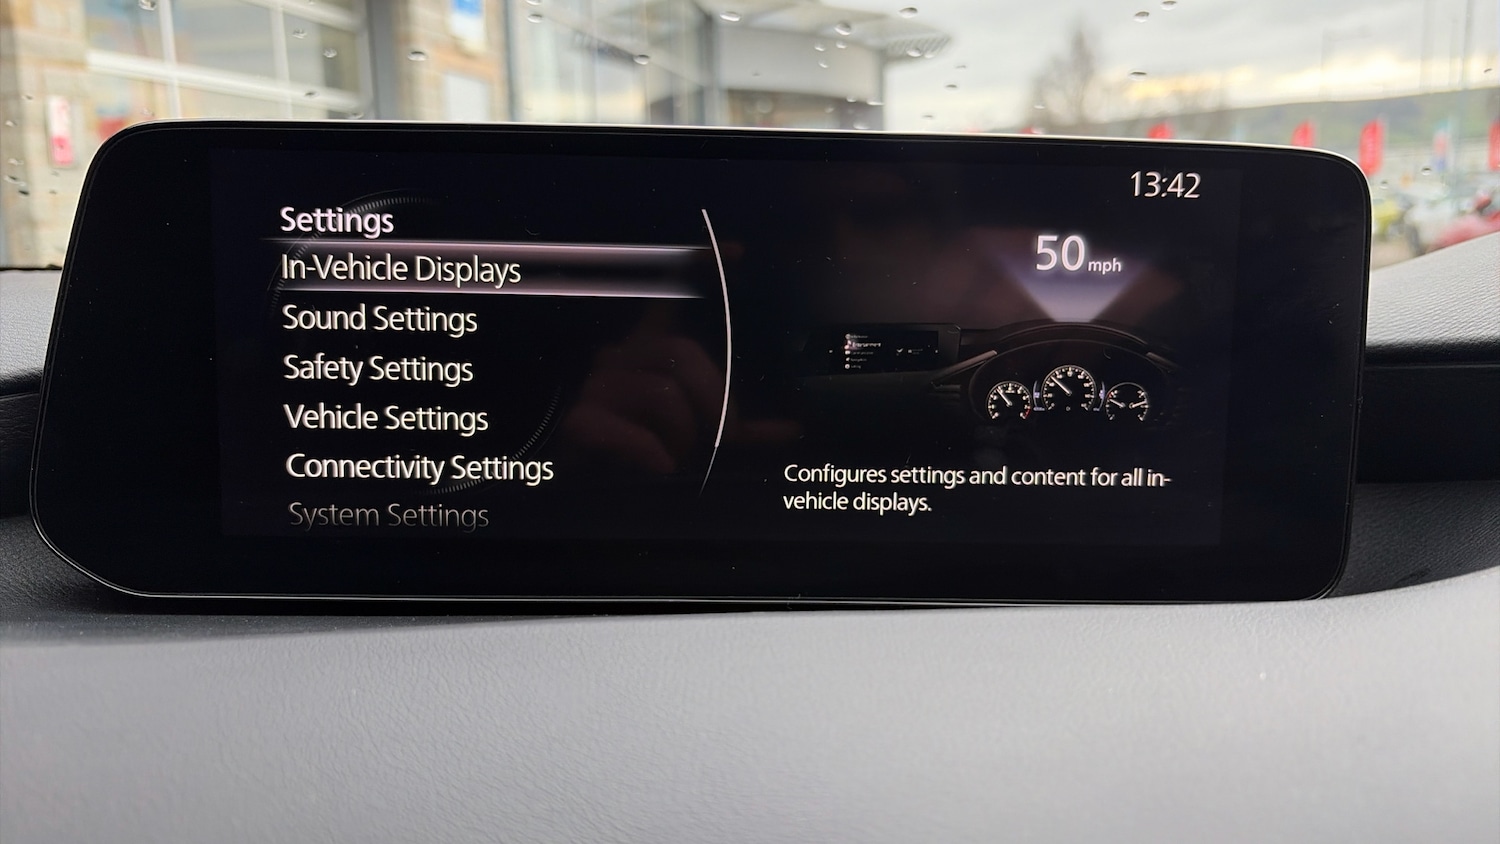 13:42
Settings
In-Vehicle Displays
Sound Settings
Safety Settings
Vehicle Settings
Connectivity Settings
System Settings
50 mph
Configures settings and content for all in-
vehicle displays.